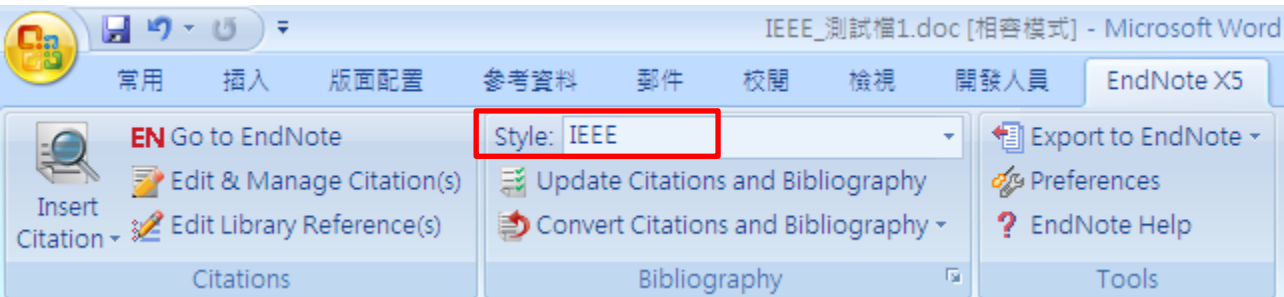 IEEE_測試檔1.doc [相容模式] - Microsoft Word
常用 插入 版面配置 參考資料 郵件 校閱 檢視 開發人員 EndNote X5
EN Go to EndNote
Edit & Manage Citation(s)
Edit Library Reference(s)
Insert
Citation
Citations
Style: IEEE
Update Citations and Bibliography
Convert Citations and Bibliography
Bibliography
Export to EndNote
Preferences
? EndNote Help
Tools